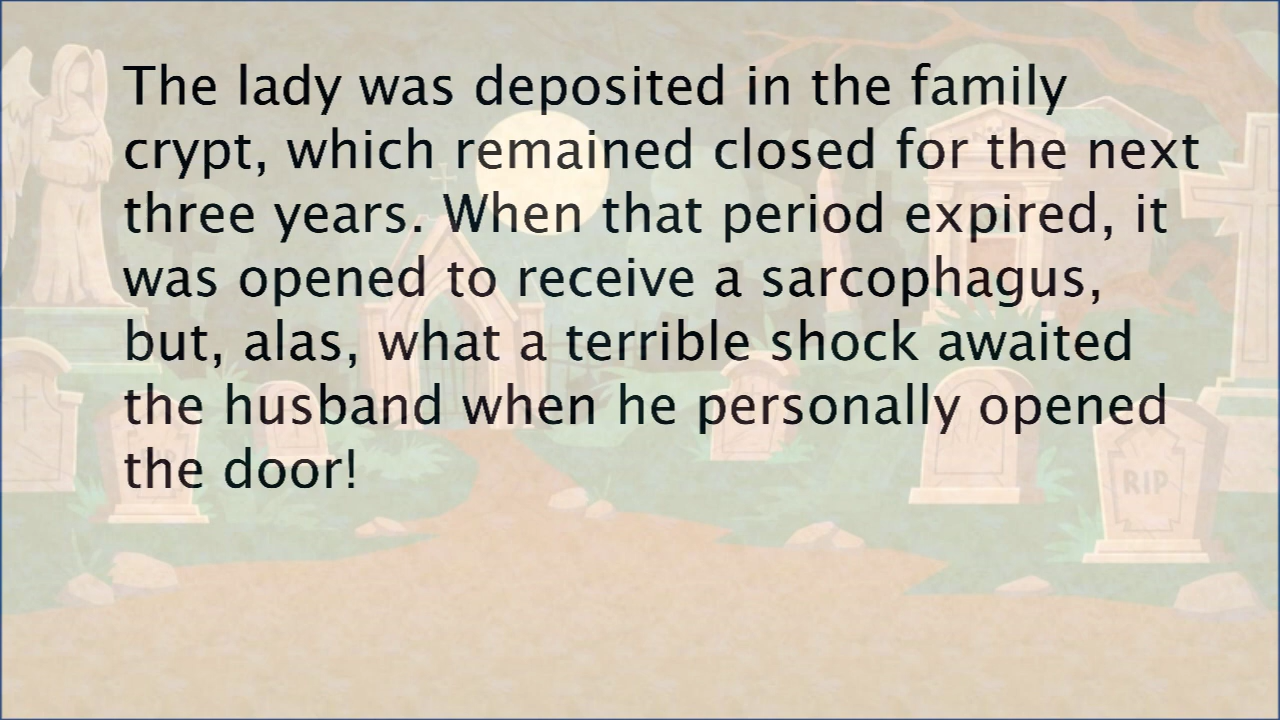 The lady was deposited in the family
crypt, which remained closed for the next
three years. When that period expired, it
was opened to receive a sarcophagus,
but, alas, what a terrible shock awaited
the husband when he personally opened
the door!
RIP